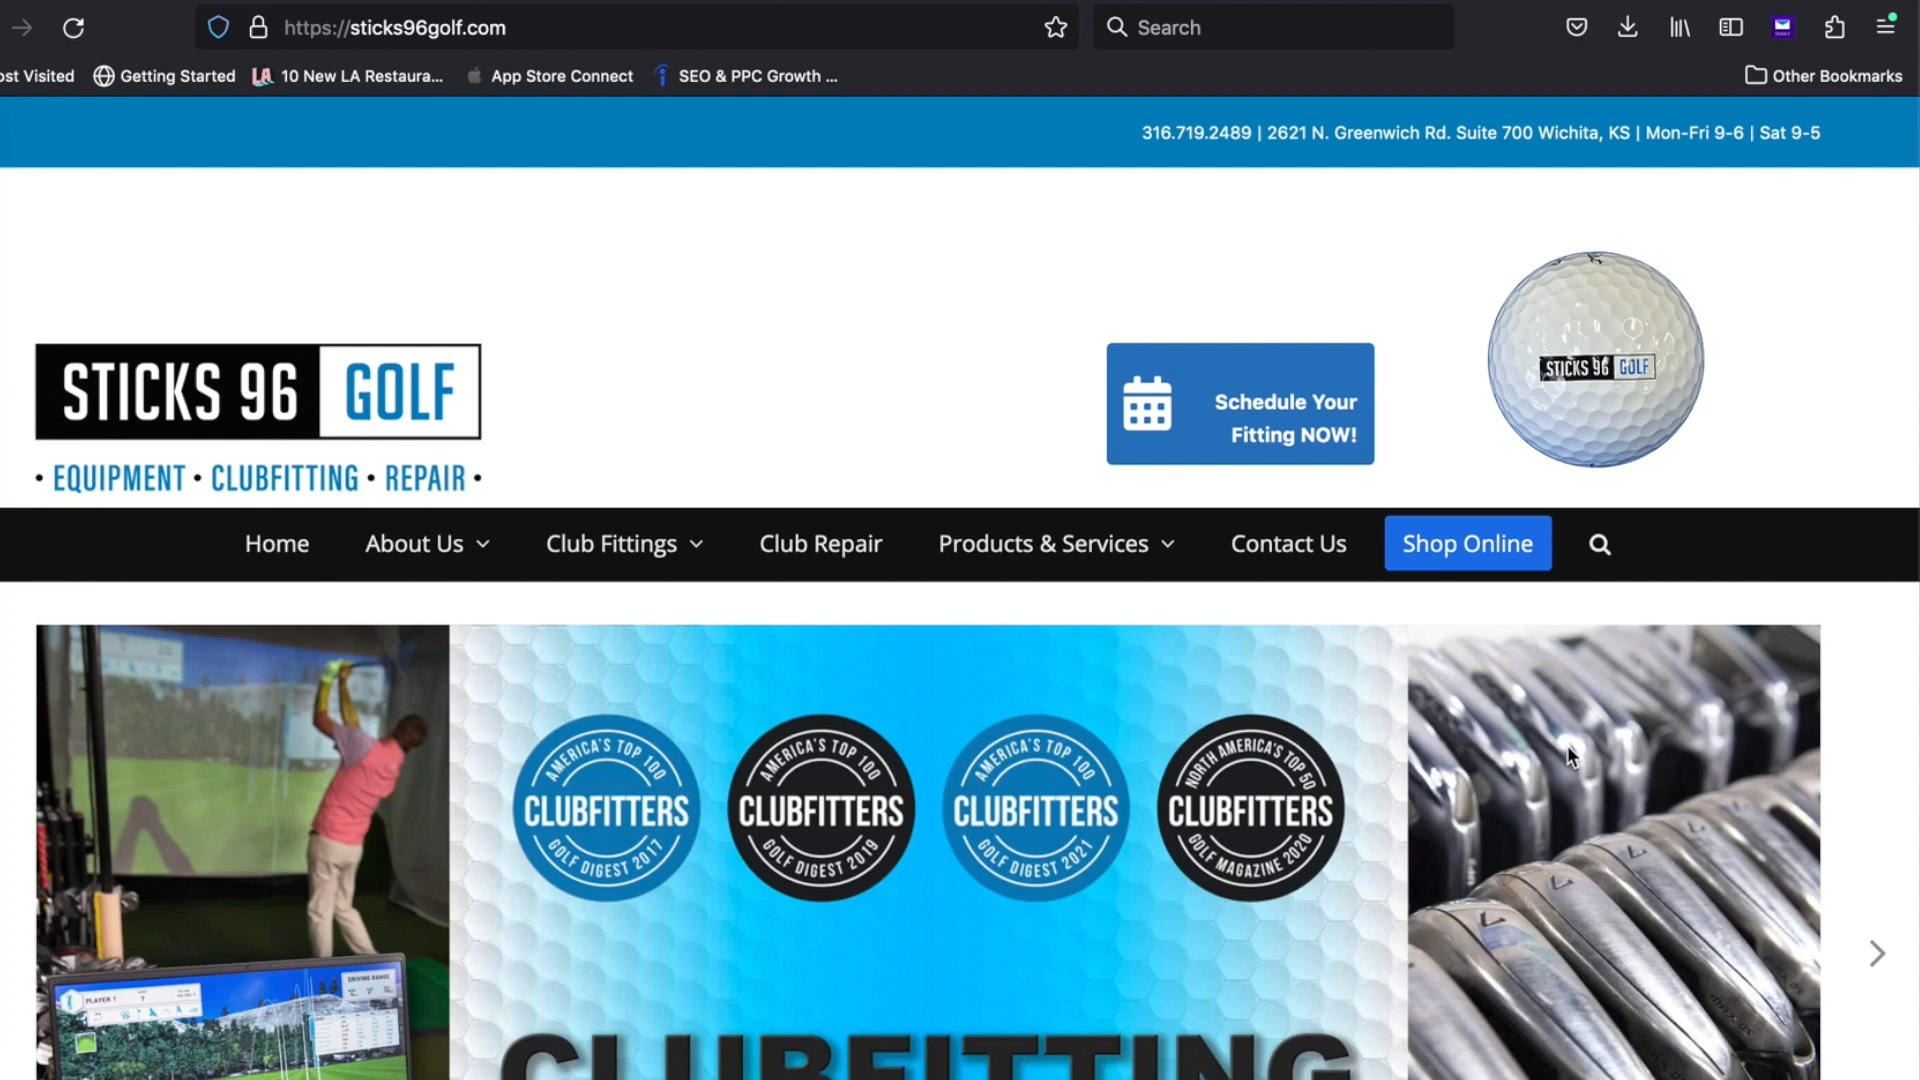 https://sticks96golf.com
Search
ost Visited
Getting Started
LA 10 New LA Restaura...
App Store Connect
SEO & PPC Growth ...
Other Bookmarks
316.719.2489 | 2621 N. Greenwich Rd. Suite 700 Wichita, KS | Mon-Fri 9-6 | Sat 9-5
STICKS 96 GOLF
• EQUIPMENT • CLUBFITTING • REPAIR •
Schedule Your
Fitting NOW!
STICKS 96 GOLF
Home
About Us
Club Fittings
Club Repair
Products & Services
Contact Us
Shop Online
AMERICA'S TOP 100
CLUBFITTERS
GOLF DIGEST 2017
AMERICA'S TOP 100
CLUBFITTERS
GOLF DIGEST 2019
AMERICA'S TOP 100
CLUBFITTERS
GOLF DIGEST 2021
NORTH AMERICA'S TOP 50
CLUBFITTERS
GOLF MAGAZINE 2020
CLUBFITTING
PLAYER 1
DRIVING RANGE
7
7
7